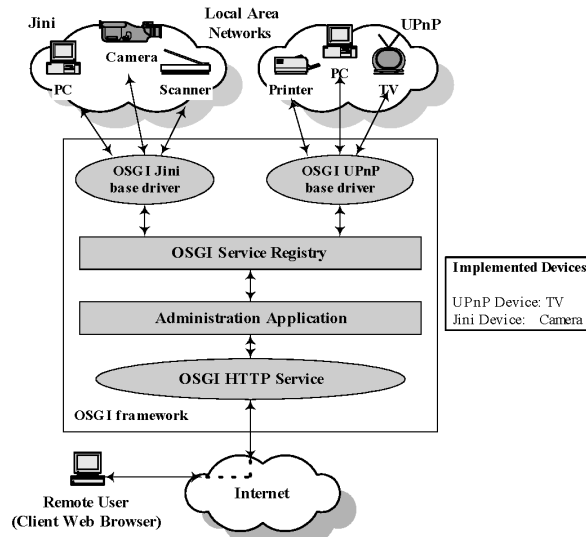 Jini
Local Area
Networks
UPnP
Camera
PC
Scanner
Printer
PC
TV
OSGI Jini
base driver
OSGI UPnP
base driver
OSGI Service Registry
Administration Application
OSGI HTTP Service
OSGI framework
Implemented Devices
UPnP Device: TV
Jini Device: Camera
Remote User
(Client Web Browser)
Internet